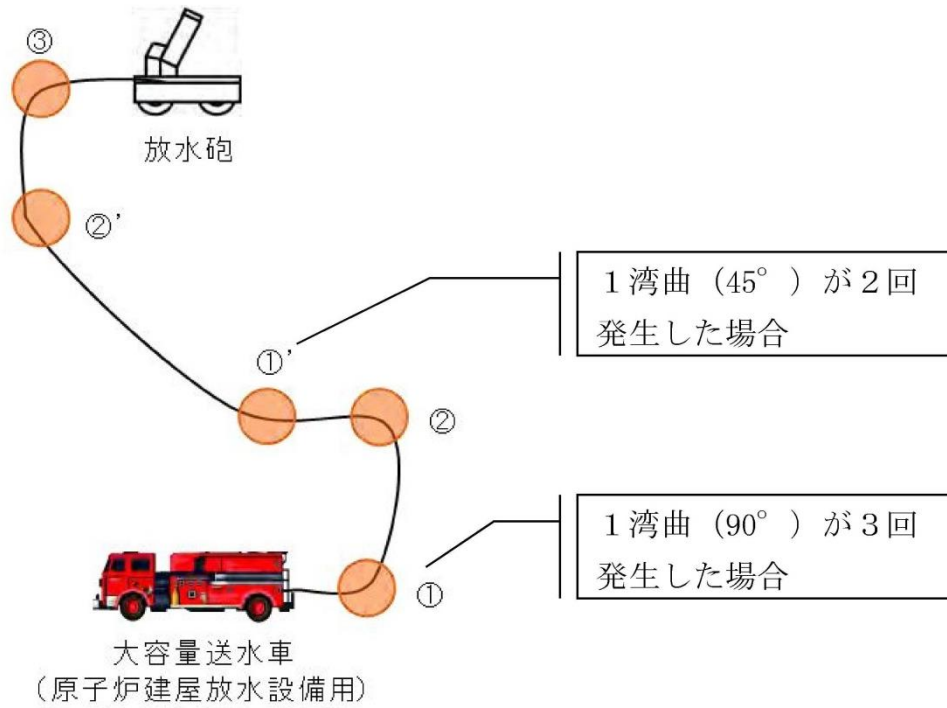 ③
放水砲
②’
１湾曲（45°）が２回
発生した場合
①’
②
１湾曲（90°）が３回
発生した場合
①
大容量送水車
（原子炉建屋放水設備用）